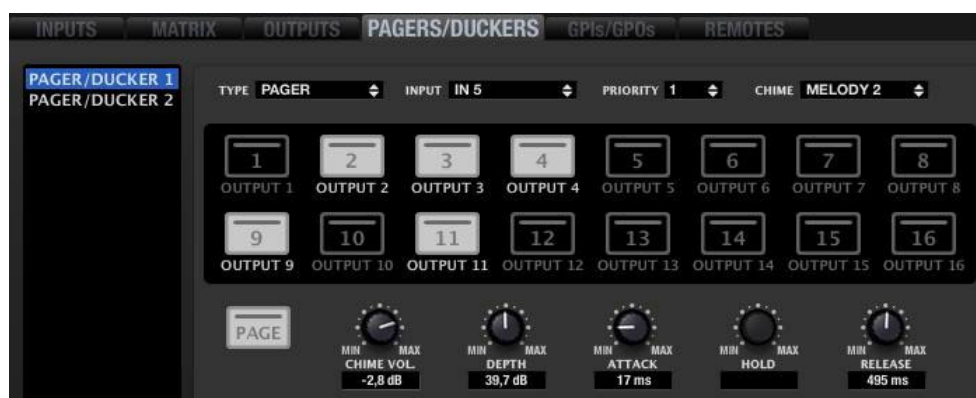 INPUTS MATRIX OUTPUTS PAGERS/DUCKERS GPIs/GPOs REMOTES
PAGER/DUCKER 1
PAGER/DUCKER 2
TYPE PAGER INPUT IN 5 PRIORITY 1 CHIME MELODY 2
1 2 3 4 5 6 7 8
OUTPUT 1 OUTPUT 2 OUTPUT 3 OUTPUT 4 OUTPUT 5 OUTPUT 6 OUTPUT 7 OUTPUT 8
9 10 11 12 13 14 15 16
OUTPUT 9 OUTPUT 10 OUTPUT 11 OUTPUT 12 OUTPUT 13 OUTPUT 14 OUTPUT 15 OUTPUT 16
PAGE
MIN MAX MIN MAX MIN MAX MIN MAX MIN MAX
CHIME VOL. DEPTH ATTACK HOLD RELEASE
-2,8 dB 39,7 dB 17 ms 495 ms